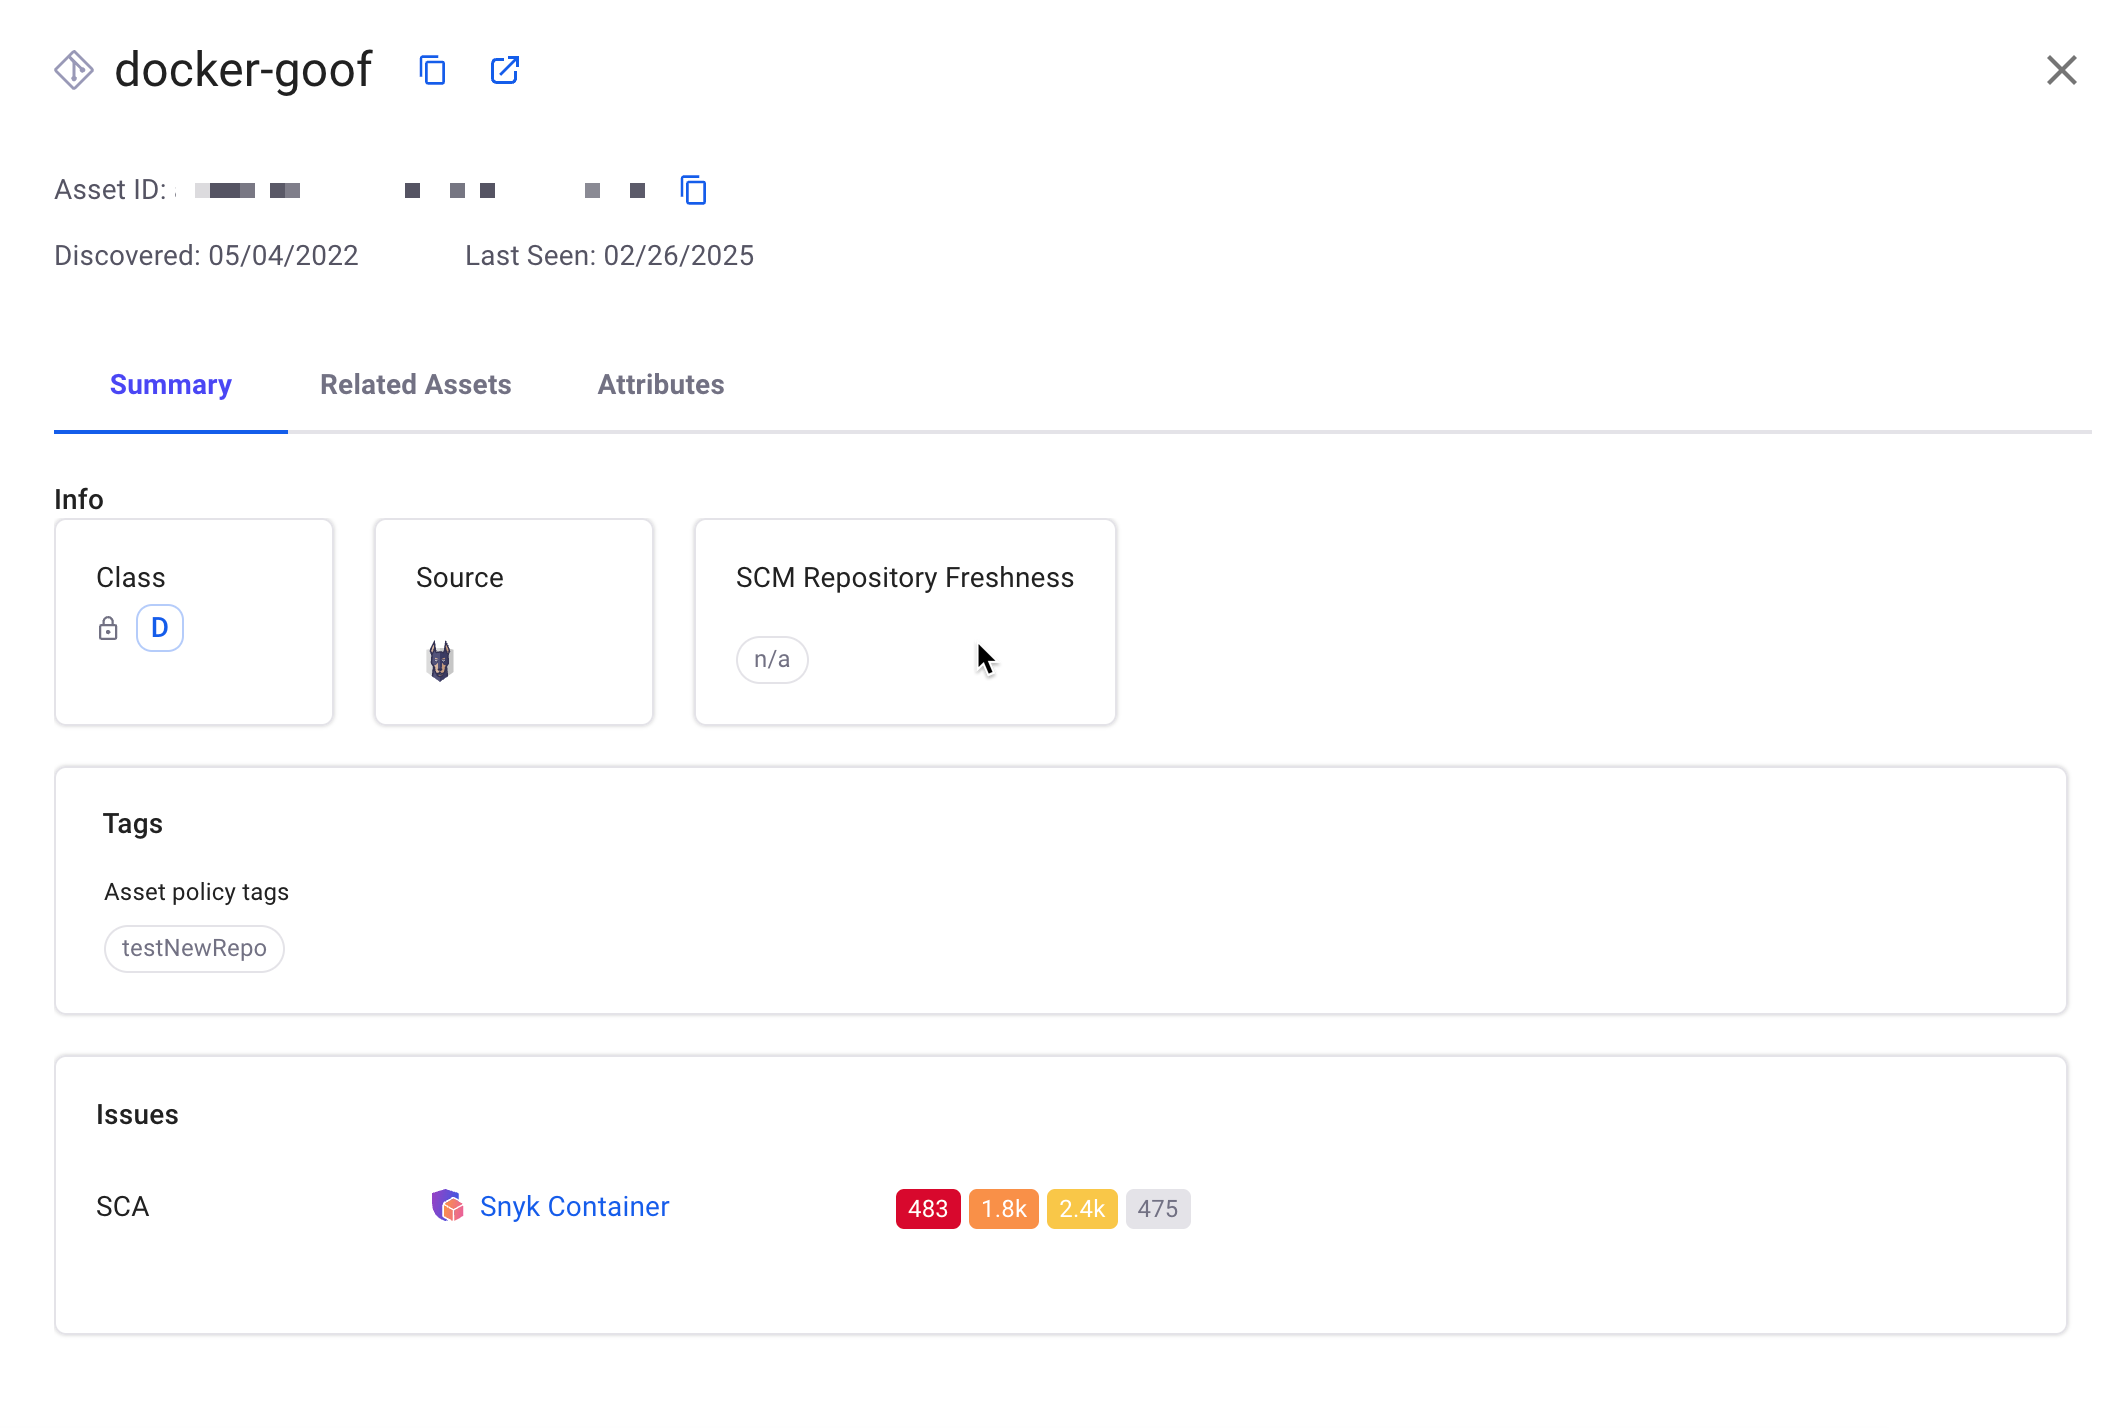 docker-goof
Asset ID:
Discovered: 05/04/2022 Last Seen: 02/26/2025
Summary Related Assets Attributes
Info
Class Source SCM Repository Freshness
D
n/a
Tags
Asset policy tags
testNewRepo
Issues
SCA Snyk Container 483 1.8k 2.4k 475